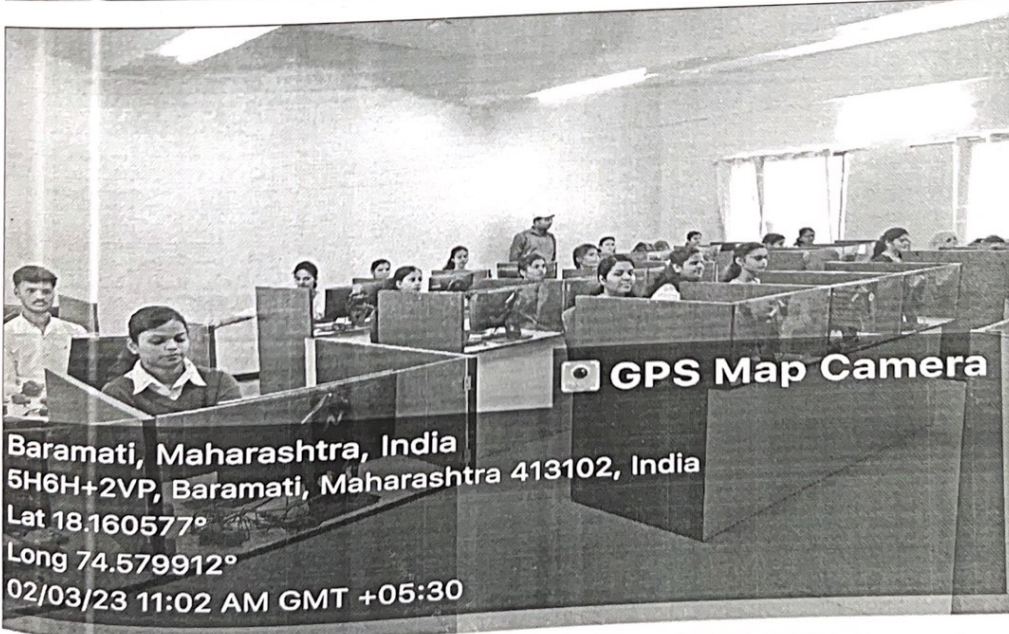 GPS Map Camera
Baramati, Maharashtra, India
5H6H+2VP, Baramati, Maharashtra 413102, India
Lat 18.160577°
Long 74.579912°
02/03/23 11:02 AM GMT +05:30